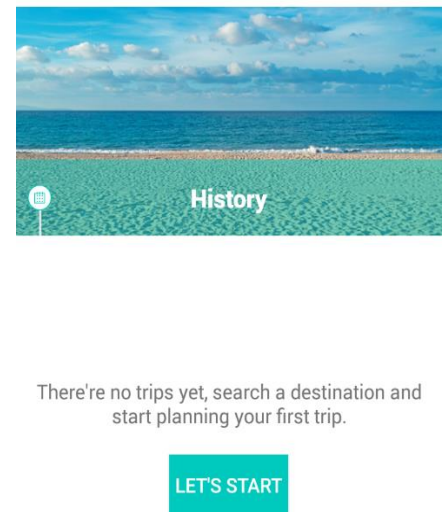 History
There're no trips yet, search a destination and
start planning your first trip.
LET'S START